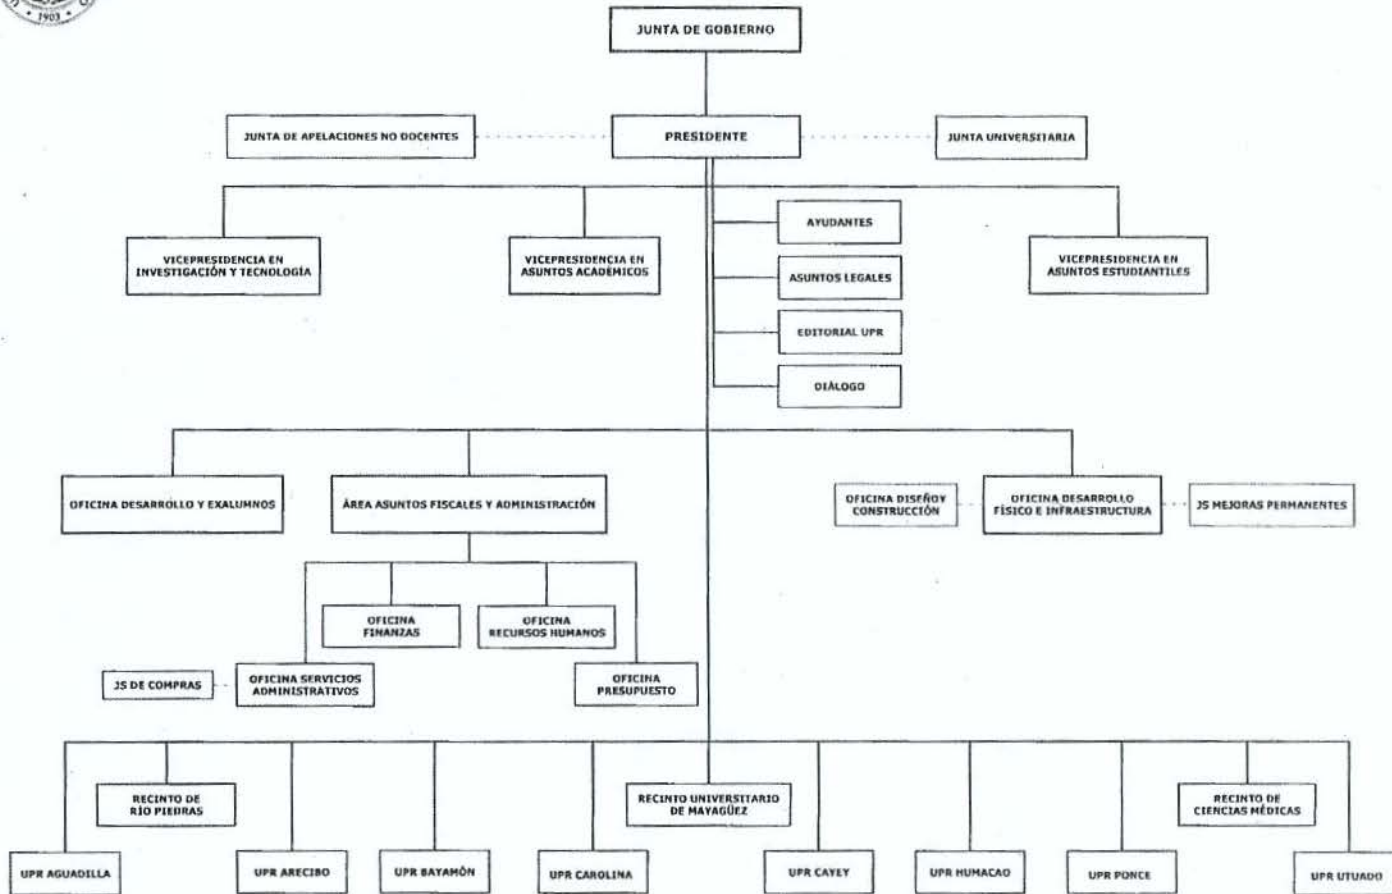 1903
JUNTA DE GOBIERNO
JUNTA DE APELACIONES NO DOCENTES
PRESIDENTE
JUNTA UNIVERSITARIA
AYUDANTES
VICEPRESIDENCIA EN
INVESTIGACIÓN Y TECNOLOGÍA
VICEPRESIDENCIA EN
ASUNTOS ACADÉMICOS
ASUNTOS LEGALES
VICEPRESIDENCIA EN
ASUNTOS ESTUDIANTILES
EDITORIAL UPR
DIÁLOGO
OFICINA DESARROLLO Y EXALUMNOS
ÁREA ASUNTOS FISCALES Y ADMINISTRACIÓN
OFICINA DISEÑOY
CONSTRUCCIÓN
OFICINA DESARROLLO
FÍSICO E INFRAESTRUCTURA
JS MEJORAS PERMANENTES
OFICINA
FINANZAS
OFICINA
RECURSOS HUMANOS
JS DE COMPRAS
OFICINA SERVICIOS
ADMINISTRATIVOS
OFICINA
PRESUPUESTO
RECINTO DE
RÍO PIEDRAS
RECINTO UNIVERSITARIO
DE MAYAGÜEZ
RECINTO DE
CIENCIAS MÉDICAS
UPR AGUADILLA
UPR ARECIBO
UPR BAYAMÓN
UPR CAROLINA
UPR CAYEY
UPR HUMACAO
UPR PONCE
UPR UTUADO